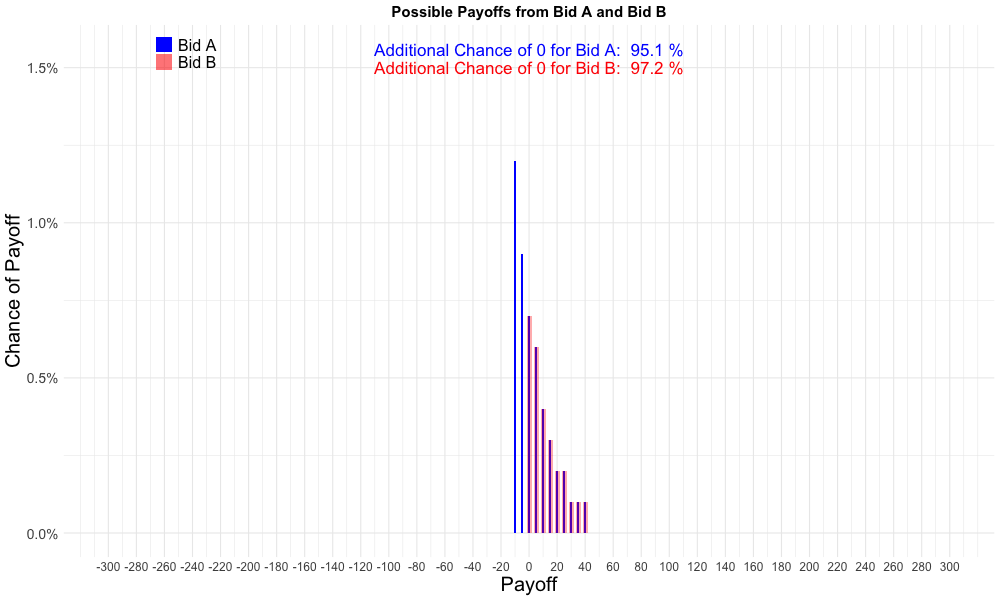 Possible Payoffs from Bid A and Bid B
Bid A
Bid B
Additional Chance of 0 for Bid A: 95.1 %
Additional Chance of 0 for Bid B: 97.2 %
Chance of Payoff
1.5%
1.0%
0.5%
0.0%
-300 -280 -260 -240 -220 -200 -180 -160 -140 -120 -100 -80 -60 -40 -20 0 20 40 60 80 100 120 140 160 180 200 220 240 260 280 300
Payoff